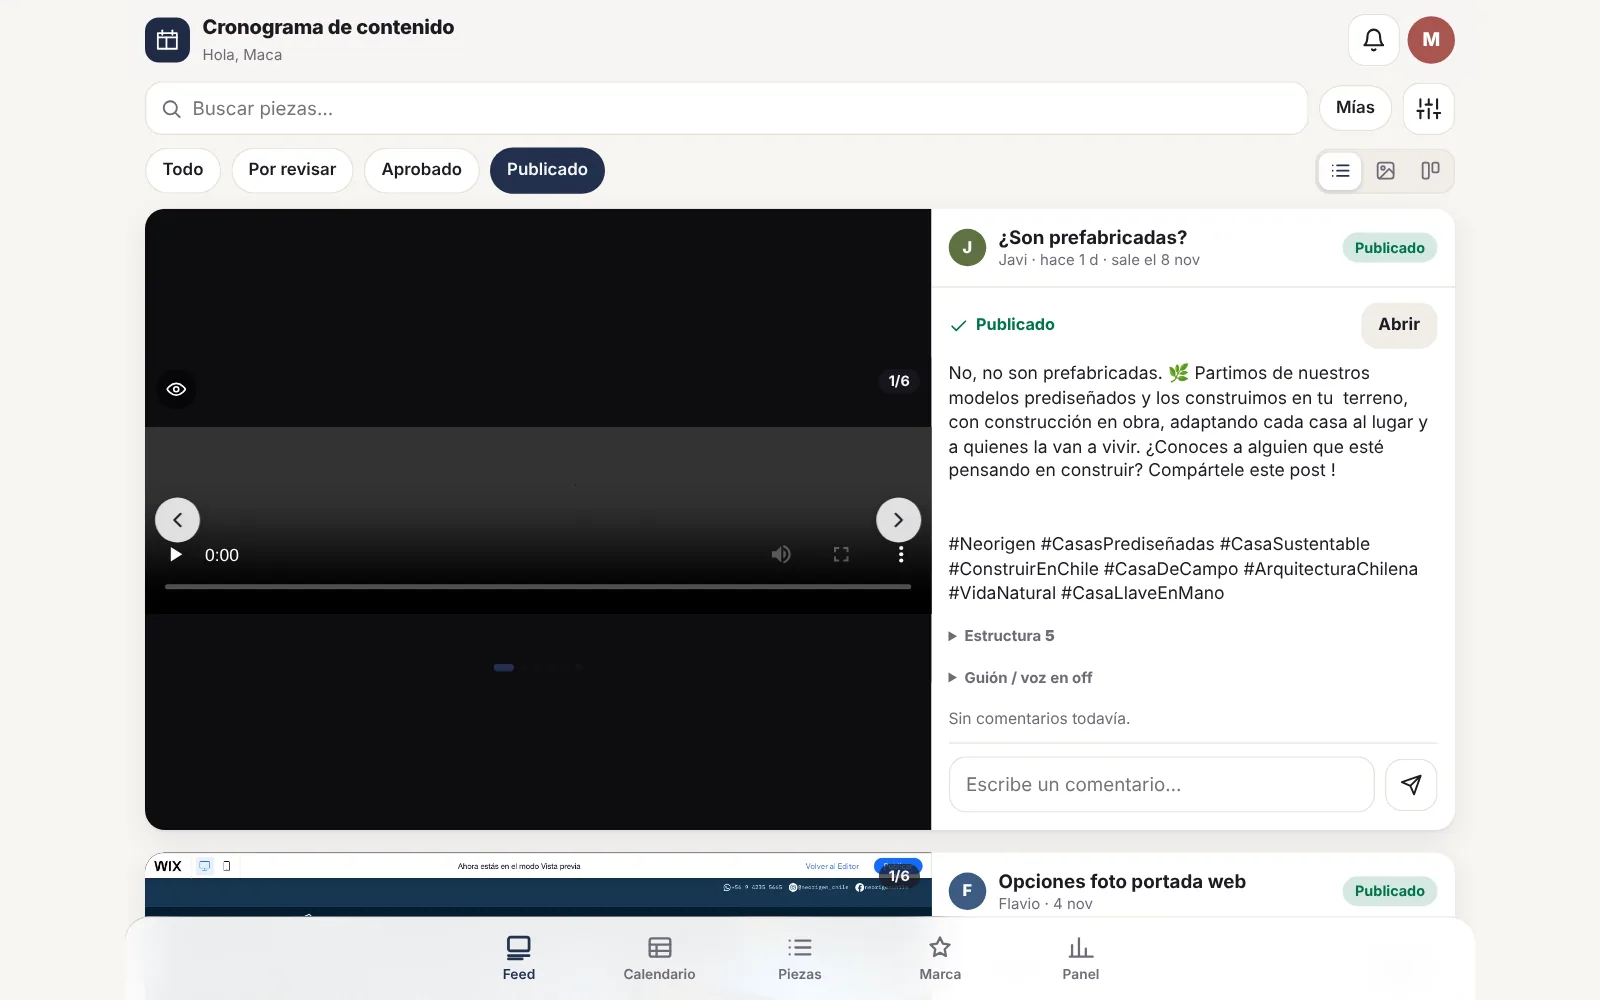 Cronograma de contenido
Hola, Maca
M
Buscar piezas...
Mías
Todo
Por revisar
Aprobado
Publicado
1/6
0:00
J
¿Son prefabricadas?
Javi · hace 1 d · sale el 8 nov
Publicado
Publicado
Abrir
No, no son prefabricadas. 🌿 Partimos de nuestros
modelos prediseñados y los construimos en tu  terreno,
con construcción en obra, adaptando cada casa al lugar y
a quienes la van a vivir. ¿Conoces a alguien que esté
pensando en construir? Compártele este post !
#Neorigen #CasasPrediseñadas #CasaSustentable
#ConstruirEnChile #CasaDeCampo #ArquitecturaChilena
#VidaNatural #CasaLlaveEnMano
Estructura 5
Guión / voz en off
Sin comentarios todavía.
Escribe un comentario...
WIX
Ahora estás en el modo Vista previa
Volver al Editor
1/6
F
Opciones foto portada web
Flavio · 4 nov
Publicado
Feed
Calendario
Piezas
Marca
Panel